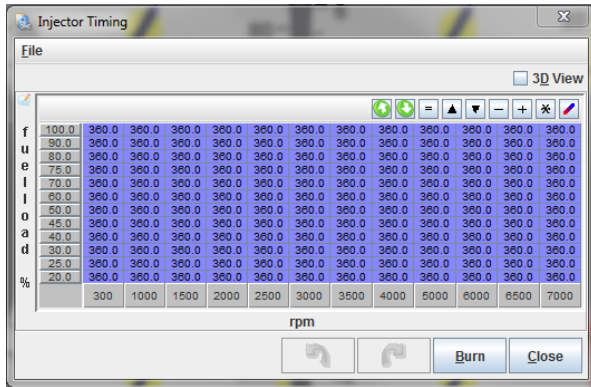 Injector Timing
File
3D View
= - + *
fuelload %
100.0 360.0 360.0 360.0 360.0 360.0 360.0 360.0 360.0 360.0 360.0 360.0 360.0
90.0 360.0 360.0 360.0 360.0 360.0 360.0 360.0 360.0 360.0 360.0 360.0 360.0
80.0 360.0 360.0 360.0 360.0 360.0 360.0 360.0 360.0 360.0 360.0 360.0 360.0
75.0 360.0 360.0 360.0 360.0 360.0 360.0 360.0 360.0 360.0 360.0 360.0 360.0
70.0 360.0 360.0 360.0 360.0 360.0 360.0 360.0 360.0 360.0 360.0 360.0 360.0
60.0 360.0 360.0 360.0 360.0 360.0 360.0 360.0 360.0 360.0 360.0 360.0 360.0
50.0 360.0 360.0 360.0 360.0 360.0 360.0 360.0 360.0 360.0 360.0 360.0 360.0
45.0 360.0 360.0 360.0 360.0 360.0 360.0 360.0 360.0 360.0 360.0 360.0 360.0
40.0 360.0 360.0 360.0 360.0 360.0 360.0 360.0 360.0 360.0 360.0 360.0 360.0
30.0 360.0 360.0 360.0 360.0 360.0 360.0 360.0 360.0 360.0 360.0 360.0 360.0
25.0 360.0 360.0 360.0 360.0 360.0 360.0 360.0 360.0 360.0 360.0 360.0 360.0
20.0 360.0 360.0 360.0 360.0 360.0 360.0 360.0 360.0 360.0 360.0 360.0 360.0
300 1000 1500 2000 2500 3000 3500 4000 5000 6000 6500 7000
rpm
Burn Close